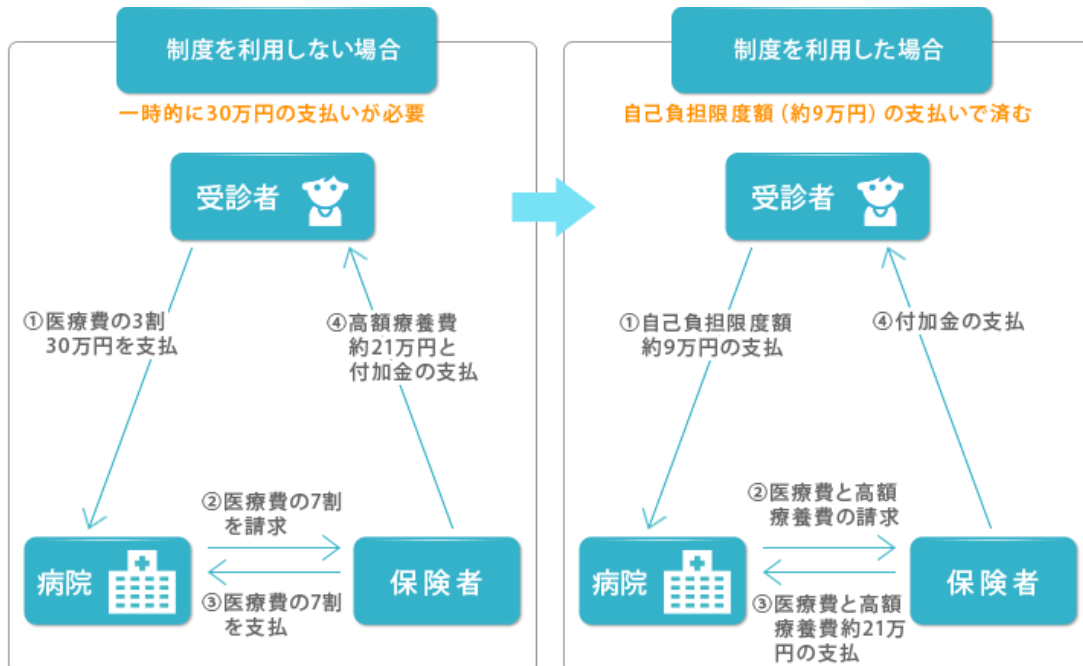 制度を利用しない場合
一時的に30万円の支払いが必要
受診者
①医療費の3割
30万円を支払
④高額療養費
約21万円と
付加金の支払
②医療費の7割
を請求
病院
保険者
③医療費の7割
を支払
制度を利用した場合
自己負担限度額（約9万円）の支払いで済む
受診者
①自己負担限度額
約9万円の支払
④付加金の支払
②医療費と高額
療養費の請求
病院
保険者
③医療費と高額
療養費約21万
円の支払